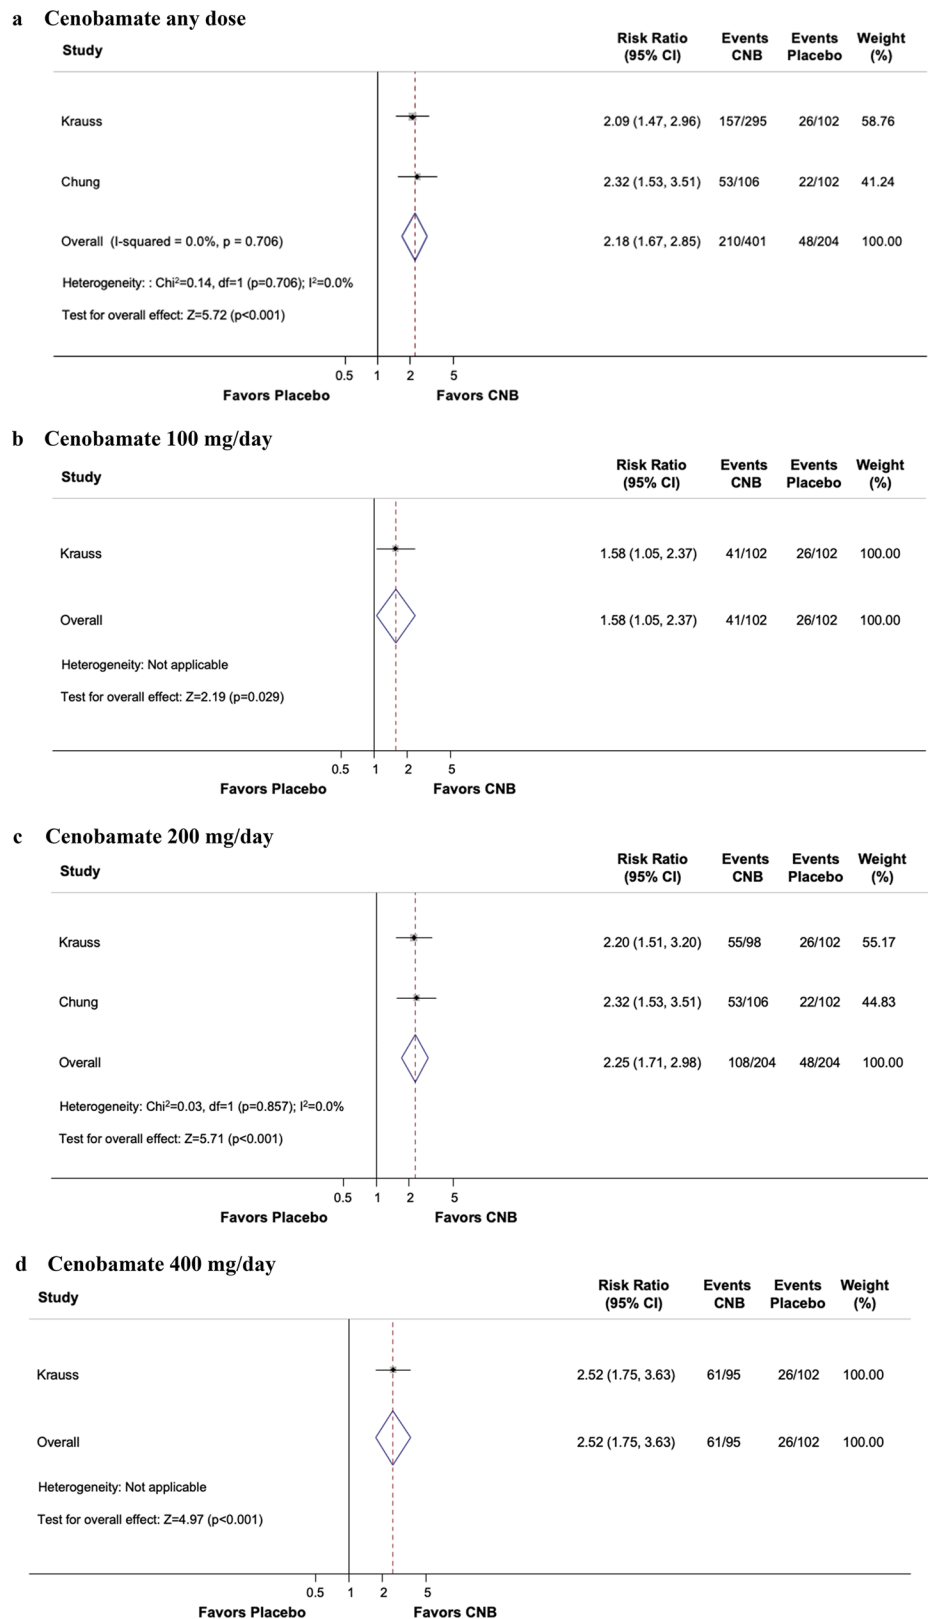 a Cenobamate any dose
Study Risk Ratio (95% CI) Events CNB Events Placebo Weight (%)
Krauss 2.09 (1.47, 2.96) 157/295 26/102 58.76
Chung 2.32 (1.53, 3.51) 53/106 22/102 41.24
Overall (I-squared = 0.0%, p = 0.706) 2.18 (1.67, 2.85) 210/401 48/204 100.00
Heterogeneity: : Chi²=0.14, df=1 (p=0.706); I²=0.0%
Test for overall effect: Z=5.72 (p<0.001)
0.5 1 2 5
Favors Placebo Favors CNB
b Cenobamate 100 mg/day
Study Risk Ratio (95% CI) Events CNB Events Placebo Weight (%)
Krauss 1.58 (1.05, 2.37) 41/102 26/102 100.00
Overall 1.58 (1.05, 2.37) 41/102 26/102 100.00
Heterogeneity: Not applicable
Test for overall effect: Z=2.19 (p=0.029)
0.5 1 2 5
Favors Placebo Favors CNB
c Cenobamate 200 mg/day
Study Risk Ratio (95% CI) Events CNB Events Placebo Weight (%)
Krauss 2.20 (1.51, 3.20) 55/98 26/102 55.17
Chung 2.32 (1.53, 3.51) 53/106 22/102 44.83
Overall 2.25 (1.71, 2.98) 108/204 48/204 100.00
Heterogeneity: Chi²=0.03, df=1 (p=0.857); I²=0.0%
Test for overall effect: Z=5.71 (p<0.001)
0.5 1 2 5
Favors Placebo Favors CNB
d Cenobamate 400 mg/day
Study Risk Ratio (95% CI) Events CNB Events Placebo Weight (%)
Krauss 2.52 (1.75, 3.63) 61/95 26/102 100.00
Overall 2.52 (1.75, 3.63) 61/95 26/102 100.00
Heterogeneity: Not applicable
Test for overall effect: Z=4.97 (p<0.001)
0.5 1 2 5
Favors Placebo Favors CNB